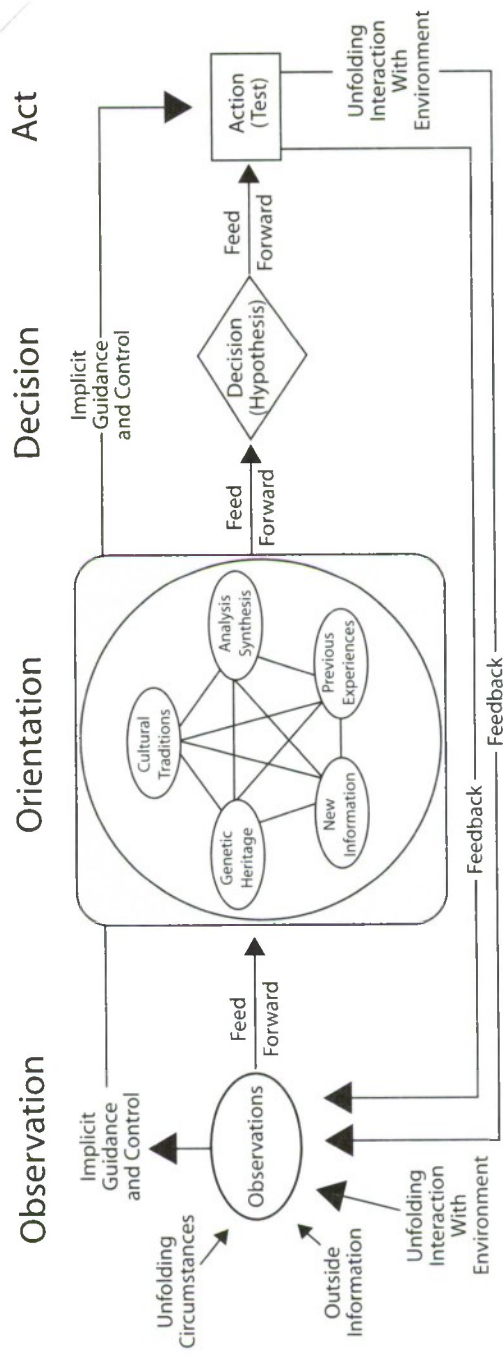 Observation
Orientation
Decision
Act
Implicit
Guidance
and Control
Unfolding
Circumstances
Observations
Outside
Information
Unfolding
Interaction
With
Environment
Feed
Forward
Cultural
Traditions
Genetic
Heritage
Analysis
Synthesis
New
Information
Previous
Experiences
Feed
Forward
Implicit
Guidance
and Control
Decision
(Hypothesis)
Feed
Forward
Action
(Test)
Unfolding
Interaction
With
Environment
Feedback
Feedback